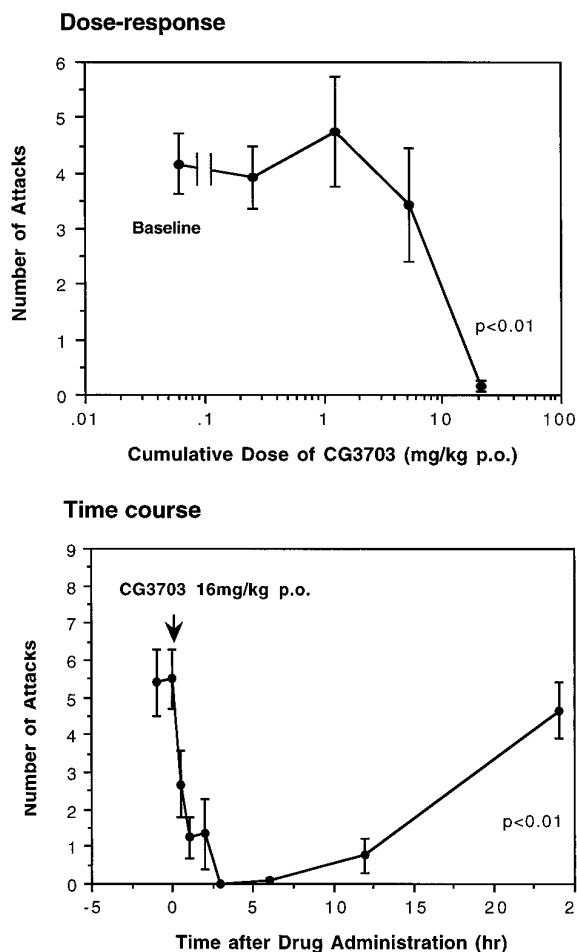 Dose-response
6
5
4
3
2
1
0
Number of Attacks
Baseline
p<0.01
.01 .1 1 10 100
Cumulative Dose of CG3703 (mg/kg p.o.)
Time course
9
8
7
6
5
4
3
2
1
0
Number of Attacks
CG3703 16mg/kg p.o.
p<0.01
-5 0 5 10 15 20 2
Time after Drug Administration (hr)